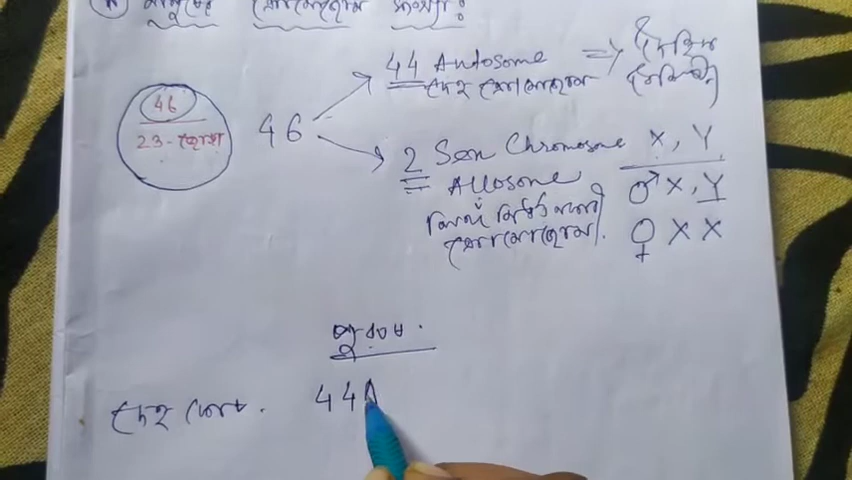 মানুষের ক্রোমোজোম সংখ্যা:
46
23-জোড়া
46
44 Autosome ⇒ দৈহিক
দেহ ক্রোমোজোম বৈশিষ্ট্য
2 Sex Chromosome X, Y
Allosome ♂ X, Y
লিঙ্গ নির্ধারণকারী
ক্রোমোজোম. ♀ X X
পুরুষ.
দেহ কোষ. 44A